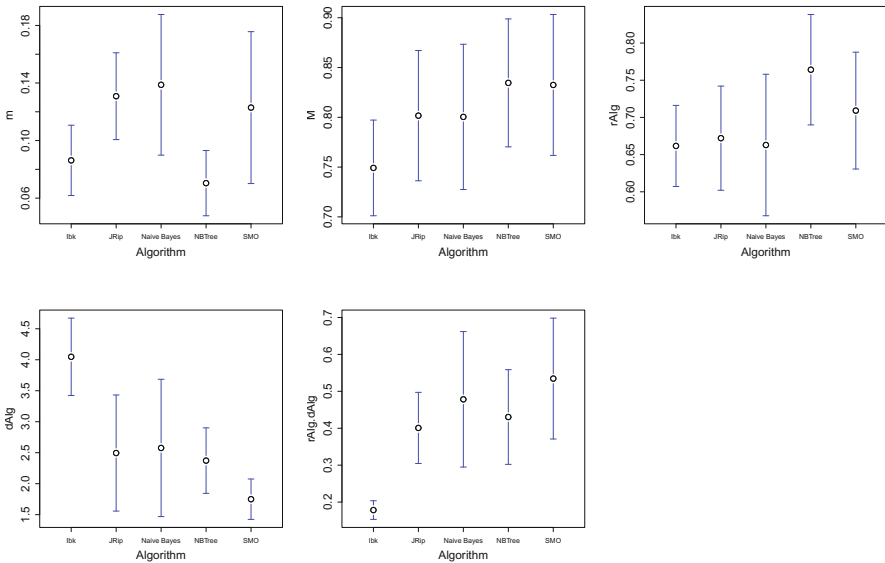 m
0.06 0.10 0.14 0.18
Ibk JRip Naive Bayes NBTree SMO
Algorithm
M
0.70 0.75 0.80 0.85 0.90
Ibk JRip Naive Bayes NBTree SMO
Algorithm
rAlg
0.60 0.65 0.70 0.75 0.80
Ibk JRip Naive Bayes NBTree SMO
Algorithm
dAlg
1.5 2.0 2.5 3.0 3.5 4.0 4.5
Ibk JRip Naive Bayes NBTree SMO
Algorithm
rAlg.dAlg
0.2 0.3 0.4 0.5 0.6 0.7
Ibk JRip Naive Bayes NBTree SMO
Algorithm